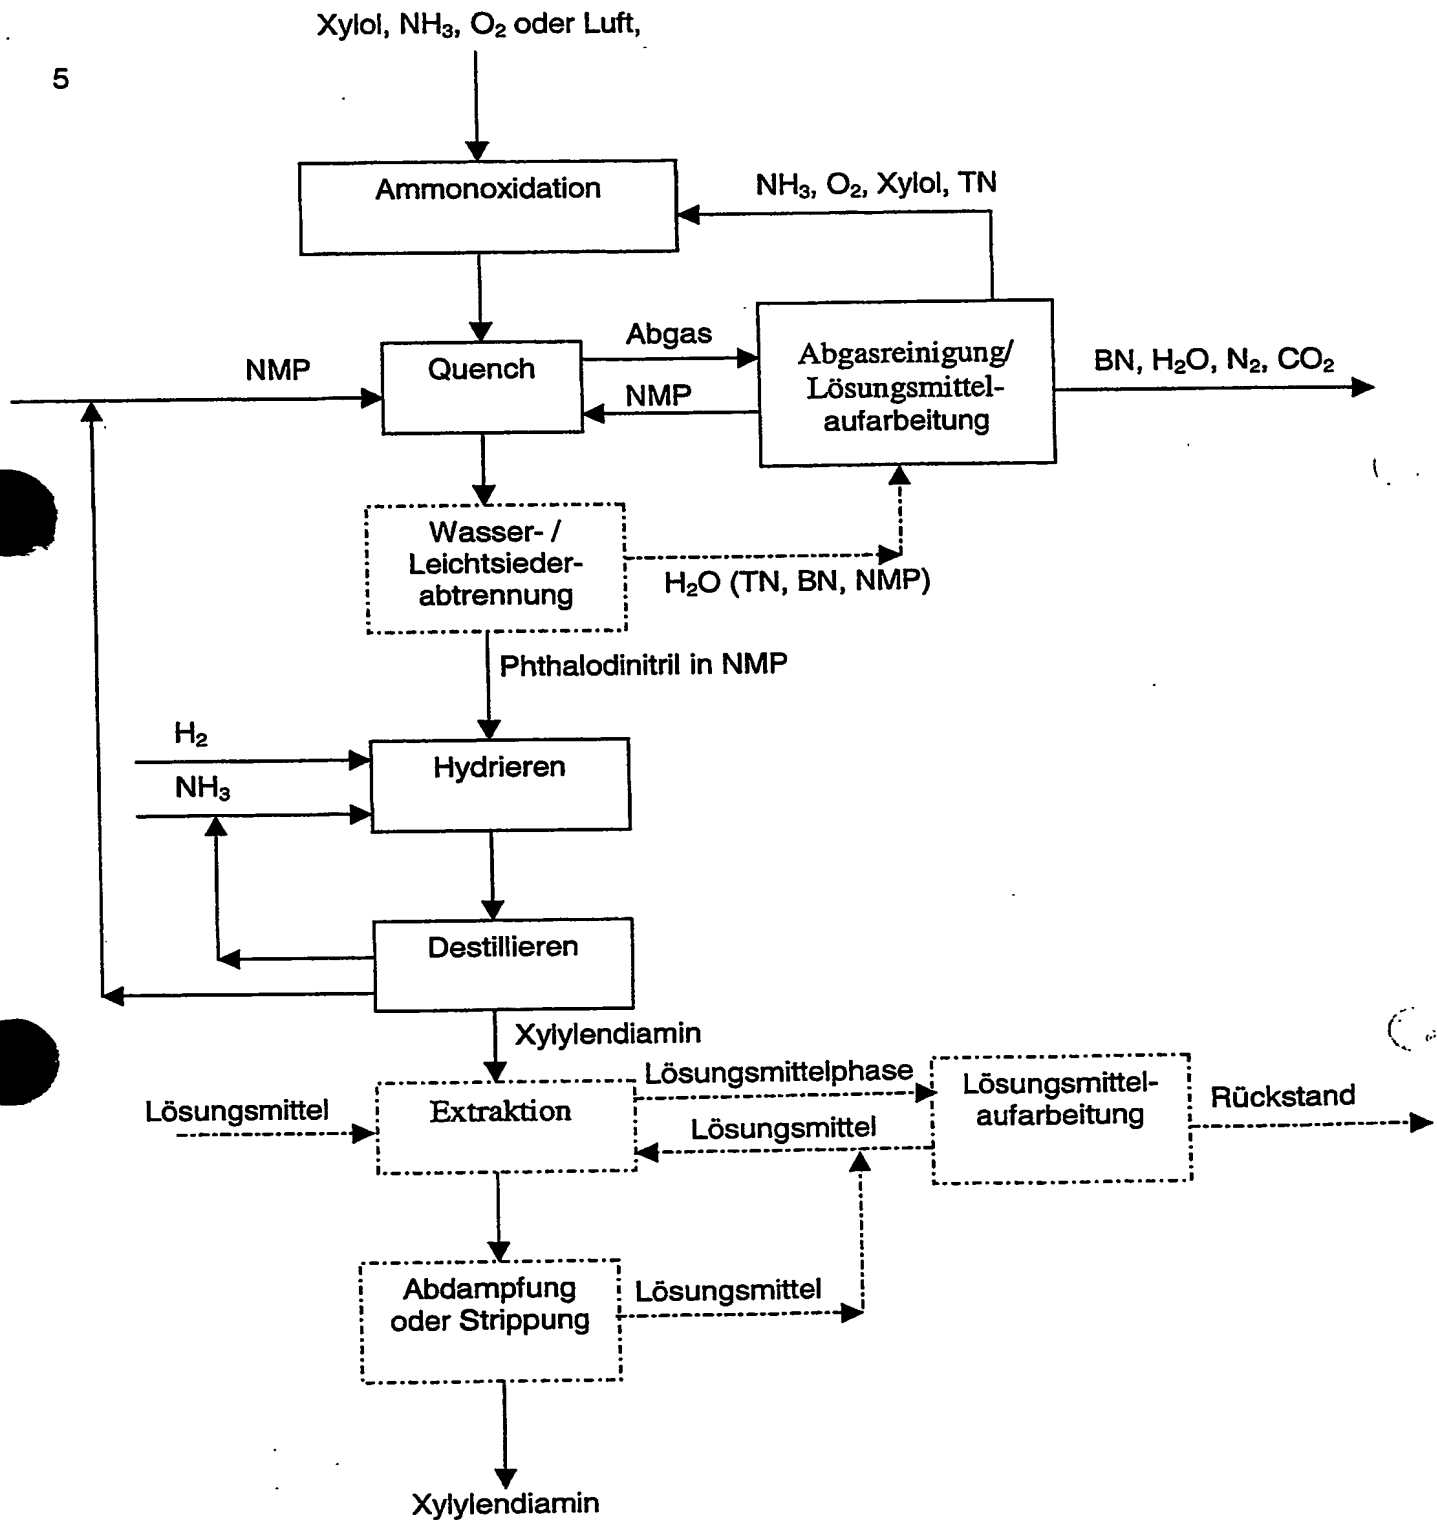 Xylol, NH₃, O₂ oder Luft,
5
Ammonoxidation
NH₃, O₂, Xylol, TN
NMP
Quench
Abgas
NMP
Abgasreinigung/
Lösungsmittel-
aufarbeitung
BN, H₂O, N₂, CO₂
Wasser- /
Leichtsieder-
abtrennung
H₂O (TN, BN, NMP)
Phthalodinitril in NMP
H₂
NH₃
Hydrieren
Destillieren
Xylylendiamin
Lösungsmittel
Extraktion
Lösungsmittelphase
Lösungsmittel
Lösungsmittel-
aufarbeitung
Rückstand
Abdampfung
oder Strippung
Lösungsmittel
Xylylendiamin